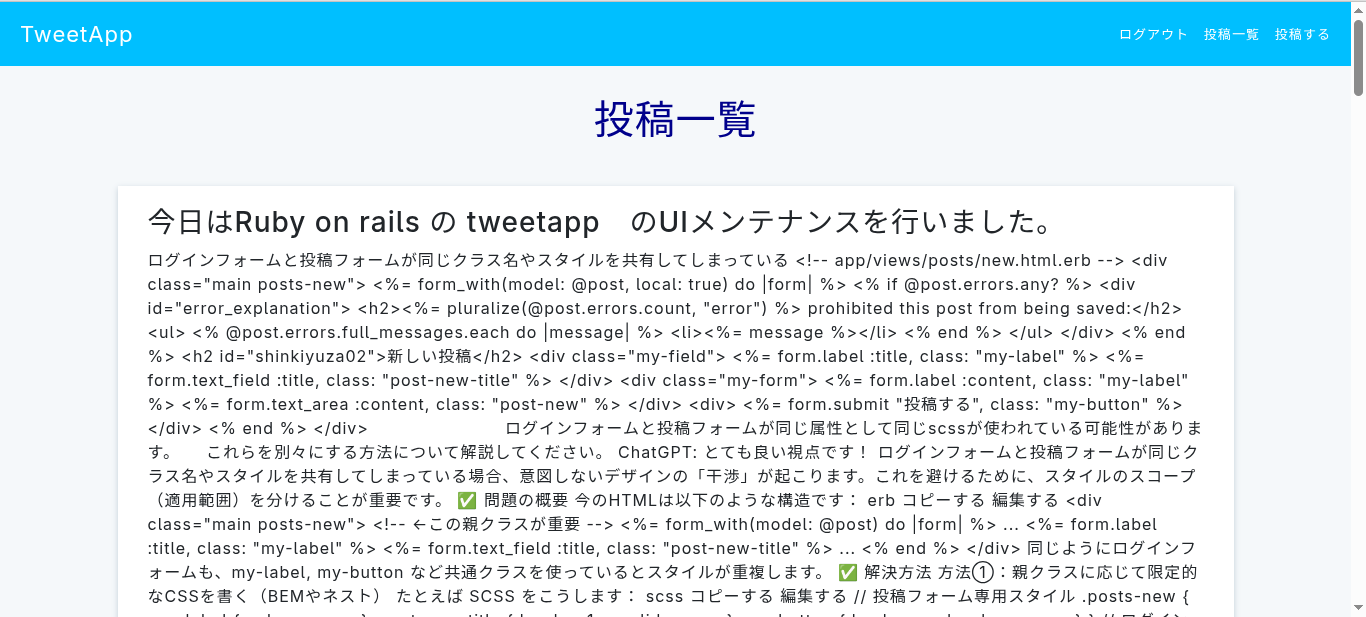 TweetApp
ログアウト 投稿一覧 投稿する
投稿一覧
今日はRuby on rails の tweetapp　のUIメンテナンスを行いました。
ログインフォームと投稿フォームが同じクラス名やスタイルを共有してしまっている <!-- app/views/posts/new.html.erb --> <div
class="main posts-new"> <%= form_with(model: @post, local: true) do |form| %> <% if @post.errors.any? %> <div
id="error_explanation"> <h2><%= pluralize(@post.errors.count, "error") %> prohibited this post from being saved:</h2>
<ul> <% @post.errors.full_messages.each do |message| %> <li><%= message %></li> <% end %> </ul> </div> <% end
%> <h2 id="shinkiyuza02">新しい投稿</h2> <div class="my-field"> <%= form.label :title, class: "my-label" %> <%=
form.text_field :title, class: "post-new-title" %> </div> <div class="my-form"> <%= form.label :content, class: "my-label"
%> <%= form.text_area :content, class: "post-new" %> </div> <div> <%= form.submit "投稿する", class: "my-button" %>
</div> <% end %> </div>　　　　　　　　ログインフォームと投稿フォームが同じ属性として同じscssが使われている可能性がありま
す。　　これらを別々にする方法について解説してください。 ChatGPT: とても良い視点です！ ログインフォームと投稿フォームが同じク
ラス名やスタイルを共有してしまっている場合、意図しないデザインの「干渉」が起こります。これを避けるために、スタイルのスコープ
（適用範囲）を分けることが重要です。 ✅ 問題の概要 今のHTMLは以下のような構造です： erb コピーする 編集する <div
class="main posts-new"> <!-- ←この親クラスが重要 --> <%= form_with(model: @post) do |form| %> ... <%= form.label
:title, class: "my-label" %> <%= form.text_field :title, class: "post-new-title" %> ... <% end %> </div> 同じようにログインフ
ォームも、my-label, my-button など共通クラスを使っているとスタイルが重複します。 ✅ 解決方法 方法①：親クラスに応じて限定的
なCSSを書く（BEMやネスト） たとえば SCSS をこうします： scss コピーする 編集する // 投稿フォーム専用スタイル .posts-new {